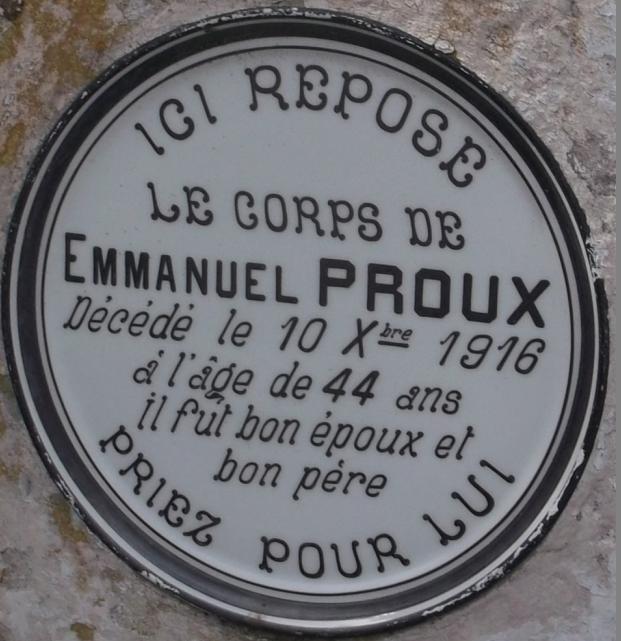 ICI REPOSE
LE CORPS DE
EMMANUEL PROUX
Décédé le 10 Xbre 1916
à l'âge de 44 ans
il fut bon époux et
bon père
PRIEZ POUR LUI